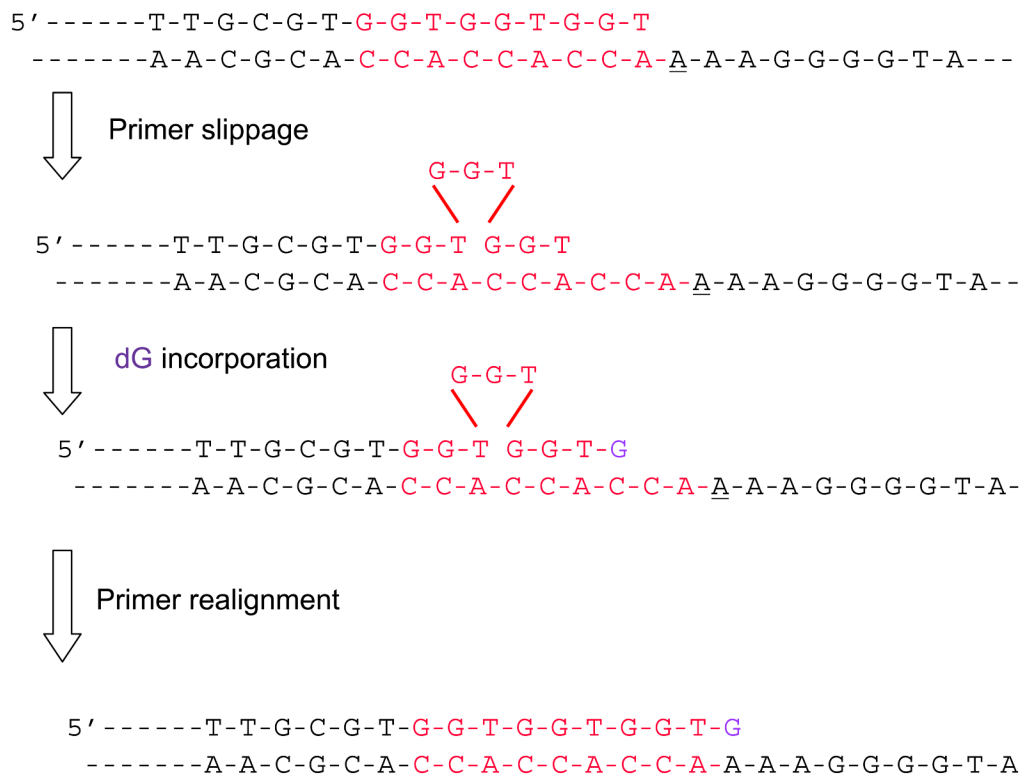 5’------T-T-G-C-G-T-G-G-T-G-G-T-G-G-T
-------A-A-C-G-C-A-C-C-A-C-C-A-C-C-A-A-A-A-G-G-G-G-T-A---
Primer slippage
G-G-T
5’------T-T-G-C-G-T-G-G-T G-G-T
-------A-A-C-G-C-A-C-C-A-C-C-A-C-C-A-A-A-A-G-G-G-G-T-A--
dG incorporation
G-G-T
5’------T-T-G-C-G-T-G-G-T G-G-T-G
-------A-A-C-G-C-A-C-C-A-C-C-A-C-C-A-A-A-A-G-G-G-G-T-A-
Primer realignment
5’------T-T-G-C-G-T-G-G-T-G-G-T-G-G-T-G
-------A-A-C-G-C-A-C-C-A-C-C-A-C-C-A-A-A-A-G-G-G-G-T-A